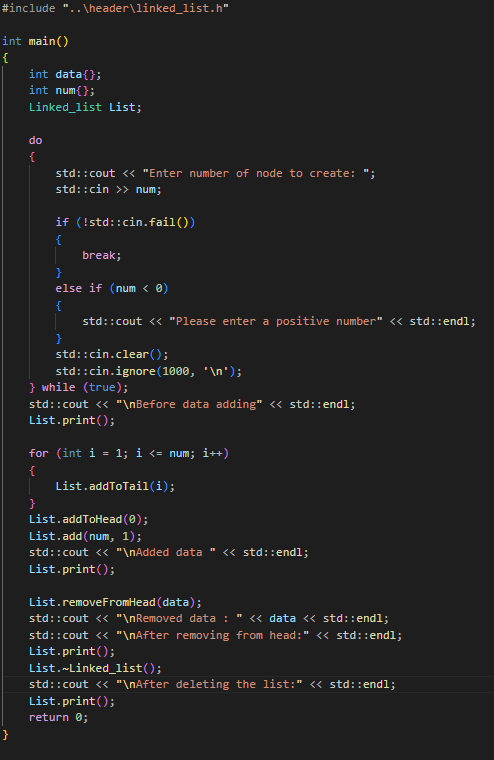 #include "..\header\linked_list.h"

int main()
{
    int data{};
    int num{};
    Linked_list List;

    do
    {
        std::cout << "Enter number of node to create: ";
        std::cin >> num;

        if (!std::cin.fail())
        {
            break;
        }
        else if (num < 0)
        {
            std::cout << "Please enter a positive number" << std::endl;
        }
        std::cin.clear();
        std::cin.ignore(1000, '\n');
    } while (true);
    std::cout << "\nBefore data adding" << std::endl;
    List.print();

    for (int i = 1; i <= num; i++)
    {
        List.addToTail(i);
    }
    List.addToHead(0);
    List.add(num, 1);
    std::cout << "\nAdded data " << std::endl;
    List.print();

    List.removeFromHead(data);
    std::cout << "\nRemoved data : " << data << std::endl;
    std::cout << "\nAfter removing from head:" << std::endl;
    List.print();
    List.~Linked_list();
    std::cout << "\nAfter deleting the list:" << std::endl;
    List.print();
    return 0;
}